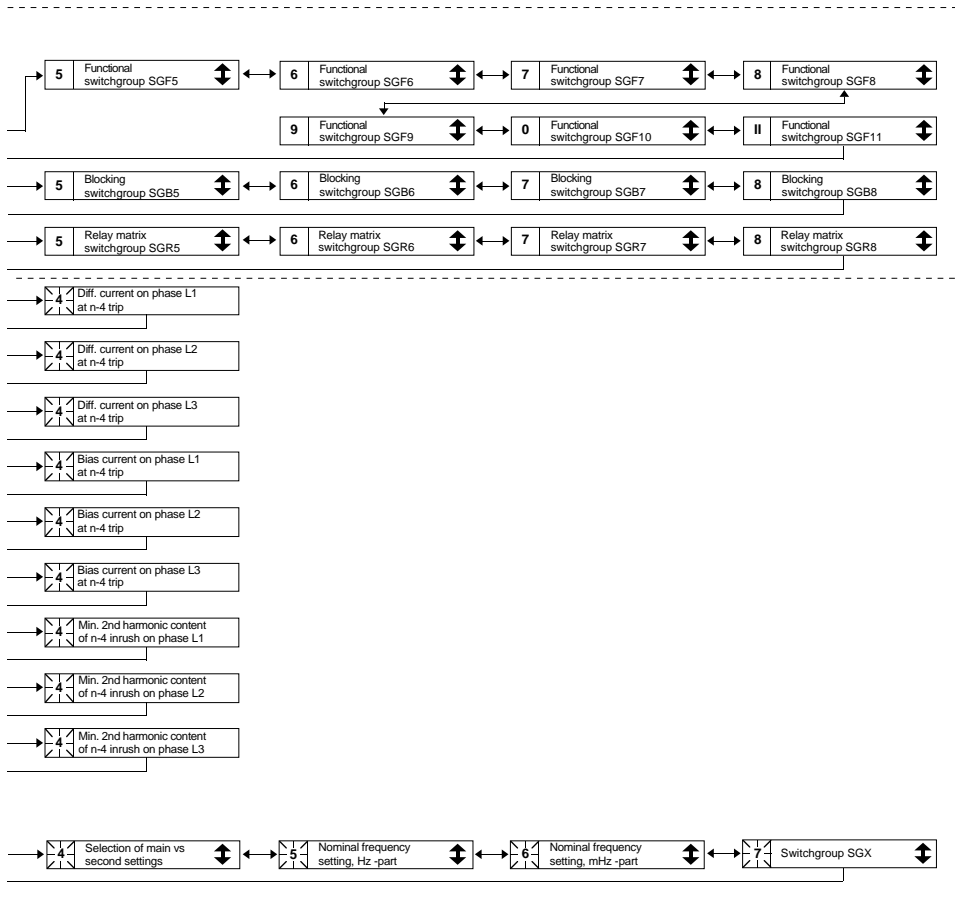 5 Functional switchgroup SGF5
6 Functional switchgroup SGF6
7 Functional switchgroup SGF7
8 Functional switchgroup SGF8
9 Functional switchgroup SGF9
0 Functional switchgroup SGF10
II Functional switchgroup SGF11
5 Blocking switchgroup SGB5
6 Blocking switchgroup SGB6
7 Blocking switchgroup SGB7
8 Blocking switchgroup SGB8
5 Relay matrix switchgroup SGR5
6 Relay matrix switchgroup SGR6
7 Relay matrix switchgroup SGR7
8 Relay matrix switchgroup SGR8
4 Diff. current on phase L1
at n-4 trip
4 Diff. current on phase L2
at n-4 trip
4 Diff. current on phase L3
at n-4 trip
4 Bias current on phase L1
at n-4 trip
4 Bias current on phase L2
at n-4 trip
4 Bias current on phase L3
at n-4 trip
4 Min. 2nd harmonic content
of n-4 inrush on phase L1
4 Min. 2nd harmonic content
of n-4 inrush on phase L2
4 Min. 2nd harmonic content
of n-4 inrush on phase L3
4 Selection of main vs
second settings
5 Nominal frequency
setting, Hz -part
6 Nominal frequency
setting, mHz -part
7 Switchgroup SGX